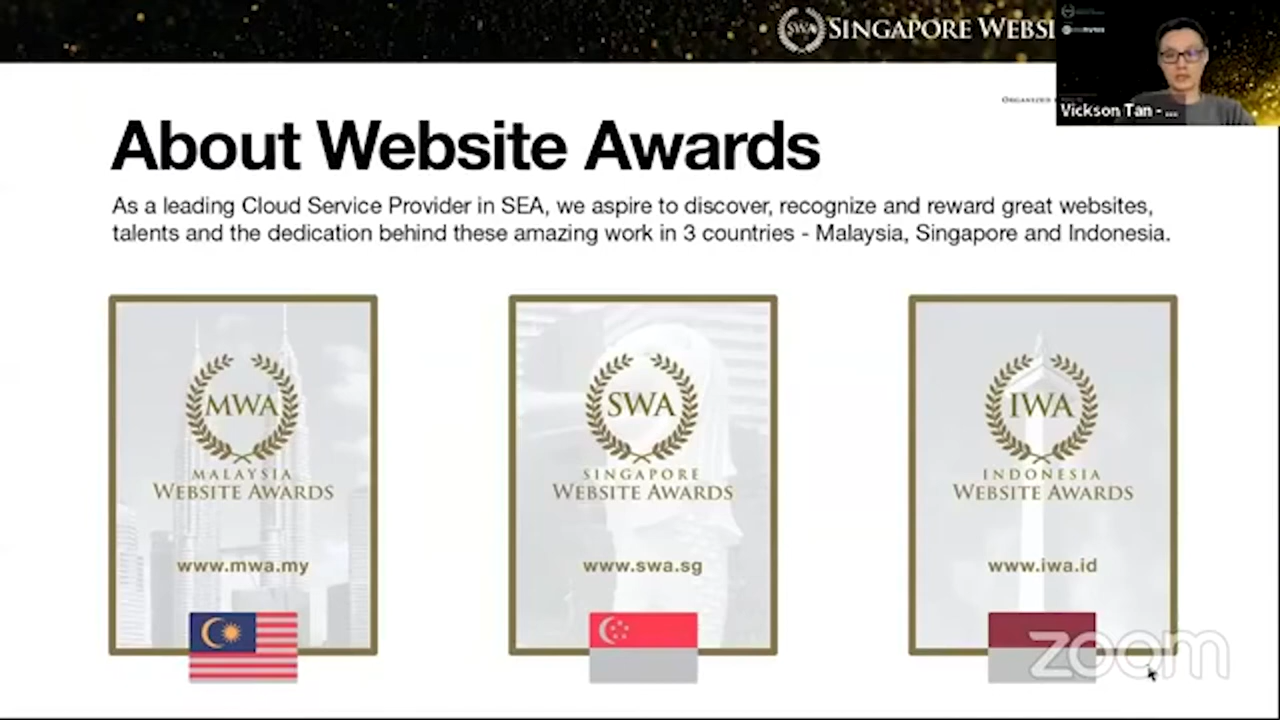 SWA SINGAPORE WEBSI
ORGANIZED
Vickson Tan - ...
About Website Awards
As a leading Cloud Service Provider in SEA, we aspire to discover, recognize and reward great websites,
talents and the dedication behind these amazing work in 3 countries - Malaysia, Singapore and Indonesia.
MWA
MALAYSIA
WEBSITE AWARDS
www.mwa.my
SWA
SINGAPORE
WEBSITE AWARDS
www.swa.sg
IWA
INDONESIA
WEBSITE AWARDS
www.iwa.id
zoom